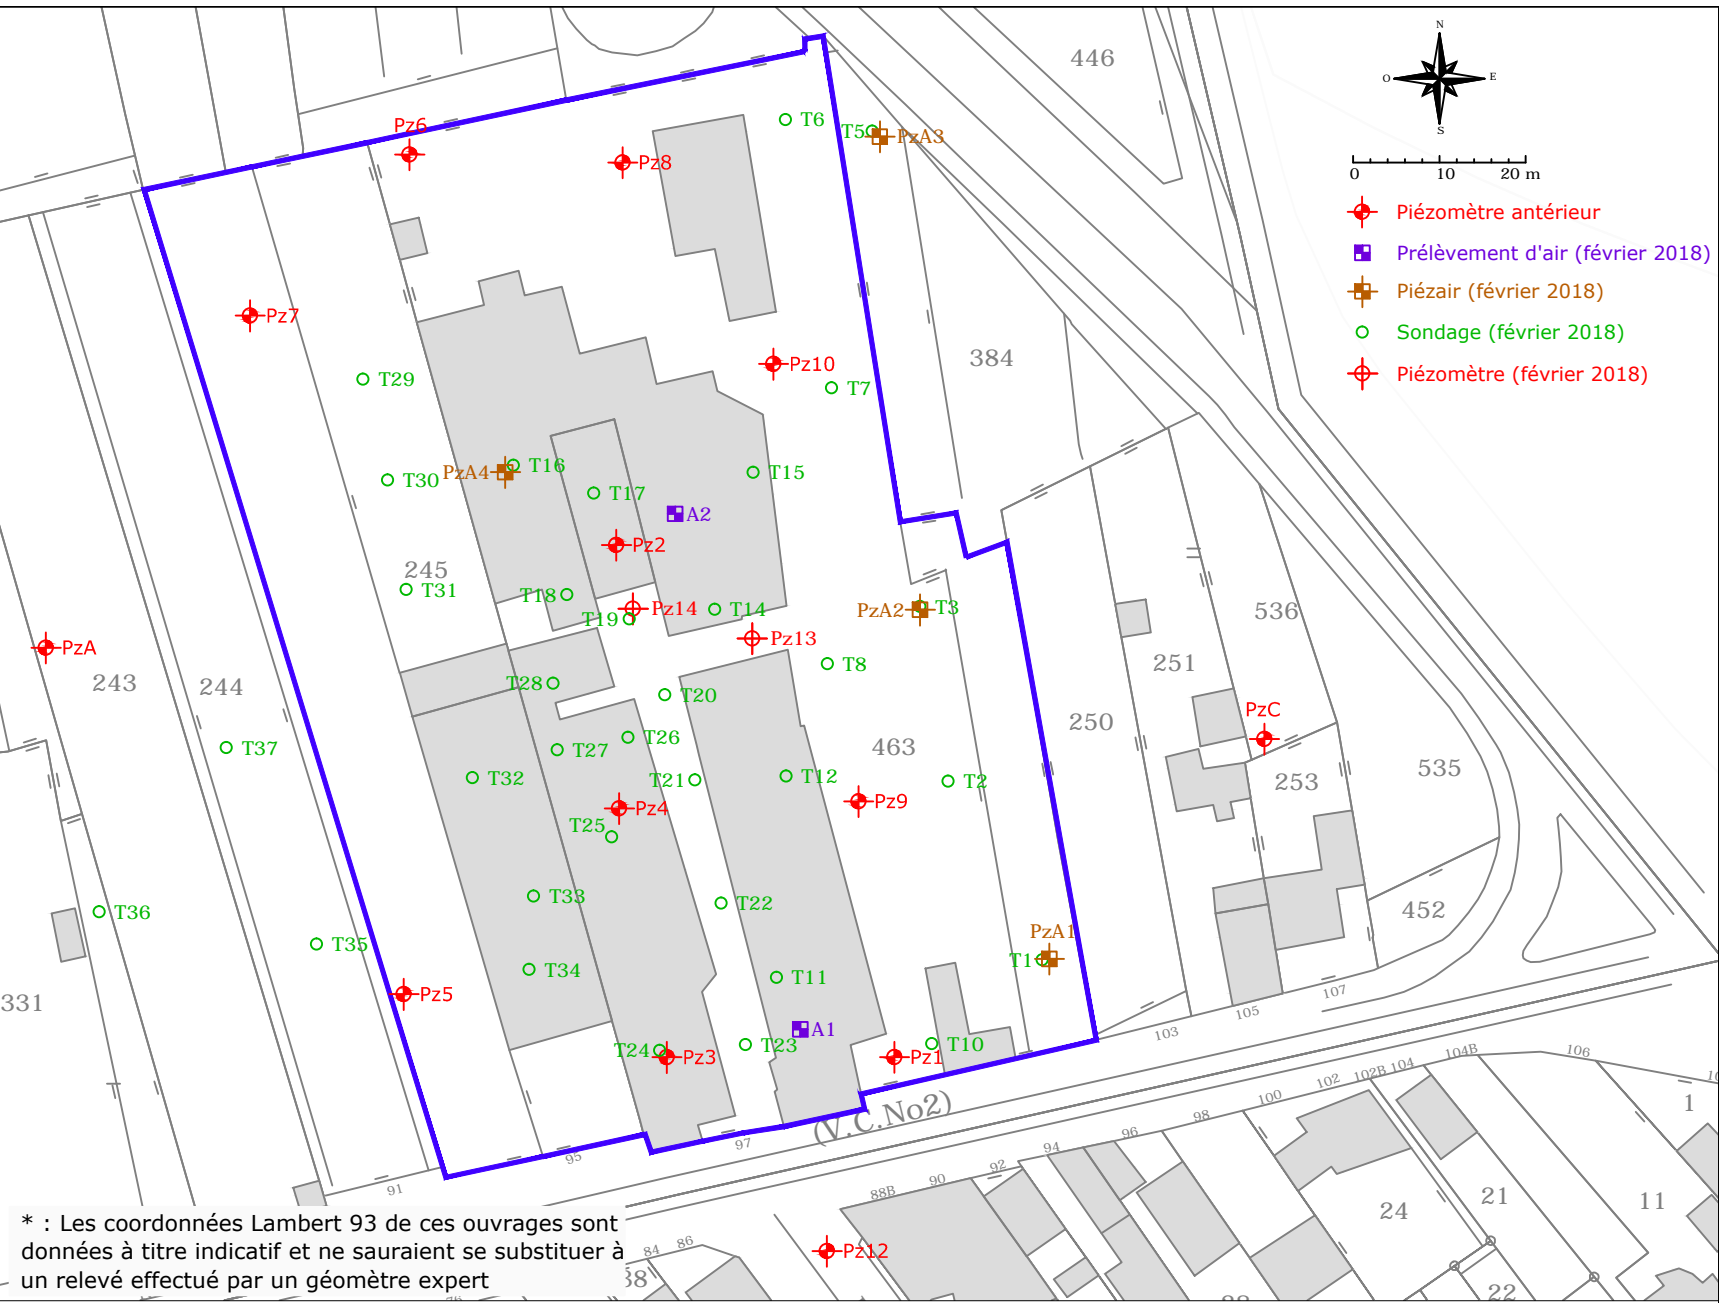 N
O
E
S
0 10 20 m
Piézomètre antérieur
Prélèvement d'air (février 2018)
Piézair (février 2018)
Sondage (février 2018)
Piézomètre (février 2018)
446
T6
T5
PzA3
Pz6
Pz8
Pz7
Pz10
384
T29
T7
PzA4
T16
T30
T17
T15
A2
Pz2
245
T31
T18
Pz14
T19
T14
PzA2
T3
536
Pz13
PzA
T8
251
243
244
T28
T20
PzC
250
T37
T26
T27
463
T32
T21
T12
T2
253
535
Pz4
Pz9
T25
T33
T22
T36
452
T35
PzA1
T1
T34
T11
Pz5
331
107
105
A1
103
T24
Pz3
T23
Pz1
T10
106
104B
104
102B
102
100
1
(V.C.No2)
98
96
97
94
95
92
91
90
88B
24
21
11
* : Les coordonnées Lambert 93 de ces ouvrages sont
données à titre indicatif et ne sauraient se substituer à
un relevé effectué par un géomètre expert
86
84
Pz12
22